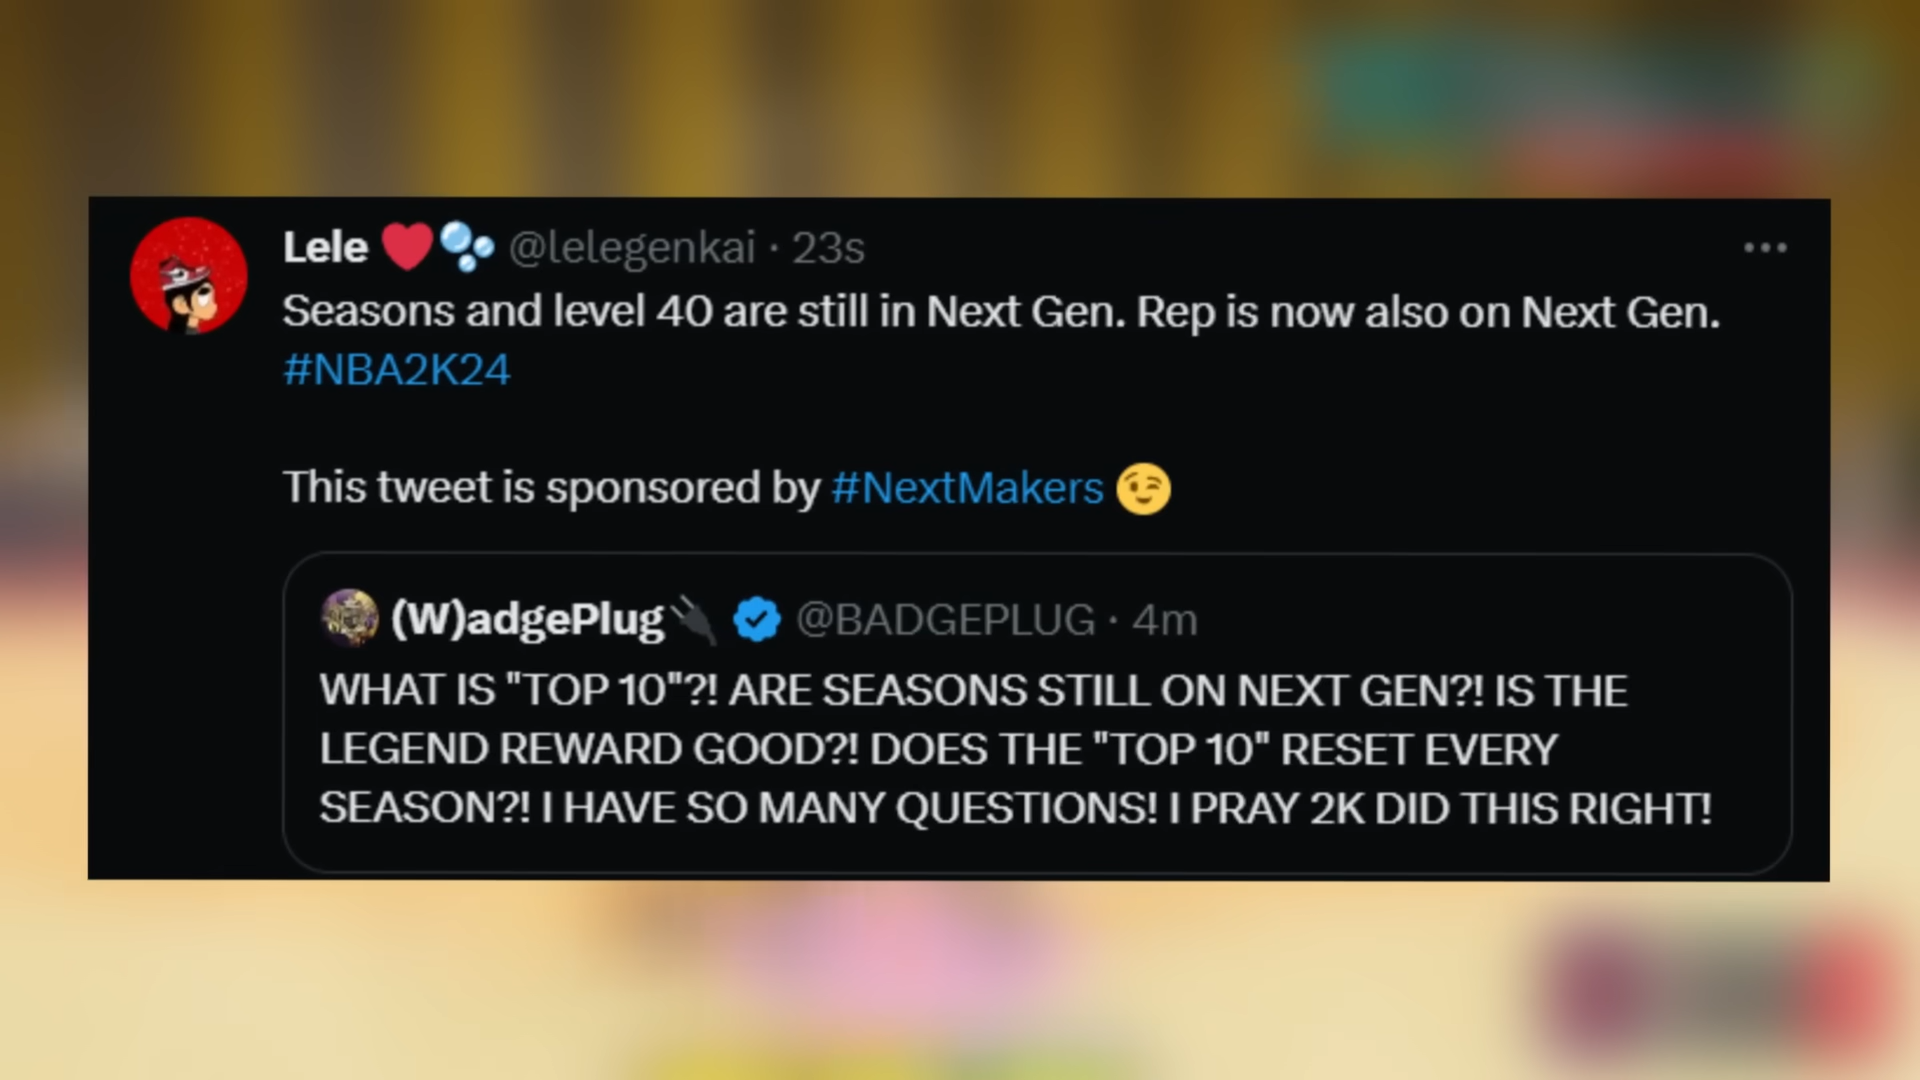 Lele ❤️🫧 @lelegenkai · 23s
Seasons and level 40 are still in Next Gen. Rep is now also on Next Gen.
#NBA2K24
This tweet is sponsored by #NextMakers 😉
(W)adgePlug🔌 @BADGEPLUG · 4m
WHAT IS "TOP 10"?! ARE SEASONS STILL ON NEXT GEN?! IS THE
LEGEND REWARD GOOD?! DOES THE "TOP 10" RESET EVERY
SEASON?! I HAVE SO MANY QUESTIONS! I PRAY 2K DID THIS RIGHT!